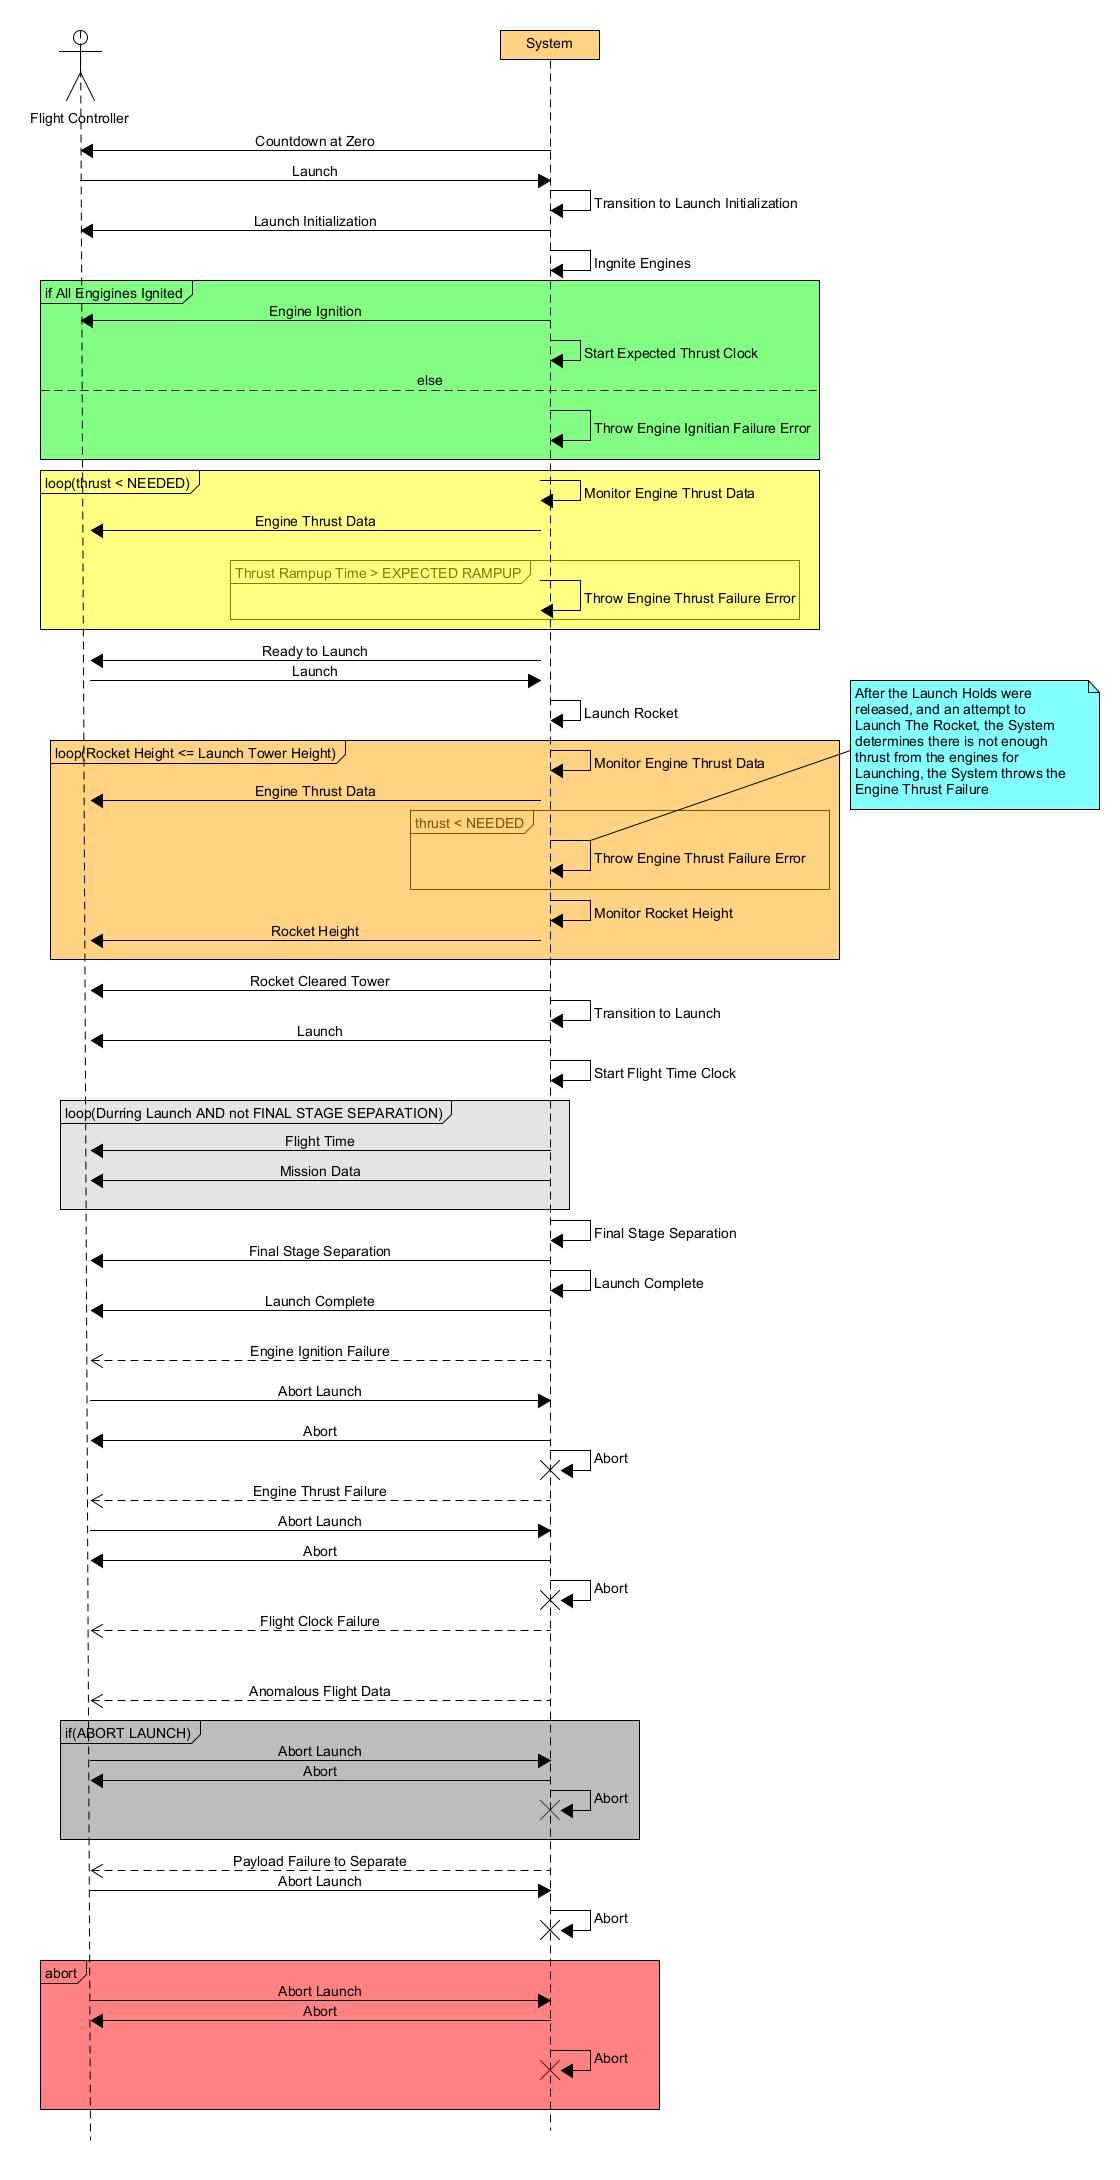 System
Flight Controller
Countdown at Zero
Launch
Transition to Launch Initialization
Launch Initialization
Ingnite Engines
if All Engigines Ignited
Engine Ignition
Start Expected Thrust Clock
else
Throw Engine Ignitian Failure Error
loop(thrust < NEEDED)
Monitor Engine Thrust Data
Engine Thrust Data
Thrust Rampup Time > EXPECTED RAMPUP
Throw Engine Thrust Failure Error
Ready to Launch
Launch
Launch Rocket
After the Launch Holds were
released, and an attempt to
Launch The Rocket, the System
determines there is not enough
thrust from the engines for
Launching, the System throws the
Engine Thrust Failure
loop(Rocket Height <= Launch Tower Height)
Monitor Engine Thrust Data
Engine Thrust Data
thrust < NEEDED
Throw Engine Thrust Failure Error
Monitor Rocket Height
Rocket Height
Rocket Cleared Tower
Transition to Launch
Launch
Start Flight Time Clock
loop(Durring Launch AND not FINAL STAGE SEPARATION)
Flight Time
Mission Data
Final Stage Separation
Final Stage Separation
Launch Complete
Launch Complete
Engine Ignition Failure
Abort Launch
Abort
Abort
Engine Thrust Failure
Abort Launch
Abort
Abort
Flight Clock Failure
Anomalous Flight Data
if(ABORT LAUNCH)
Abort Launch
Abort
Abort
Payload Failure to Separate
Abort Launch
Abort
abort
Abort Launch
Abort
Abort